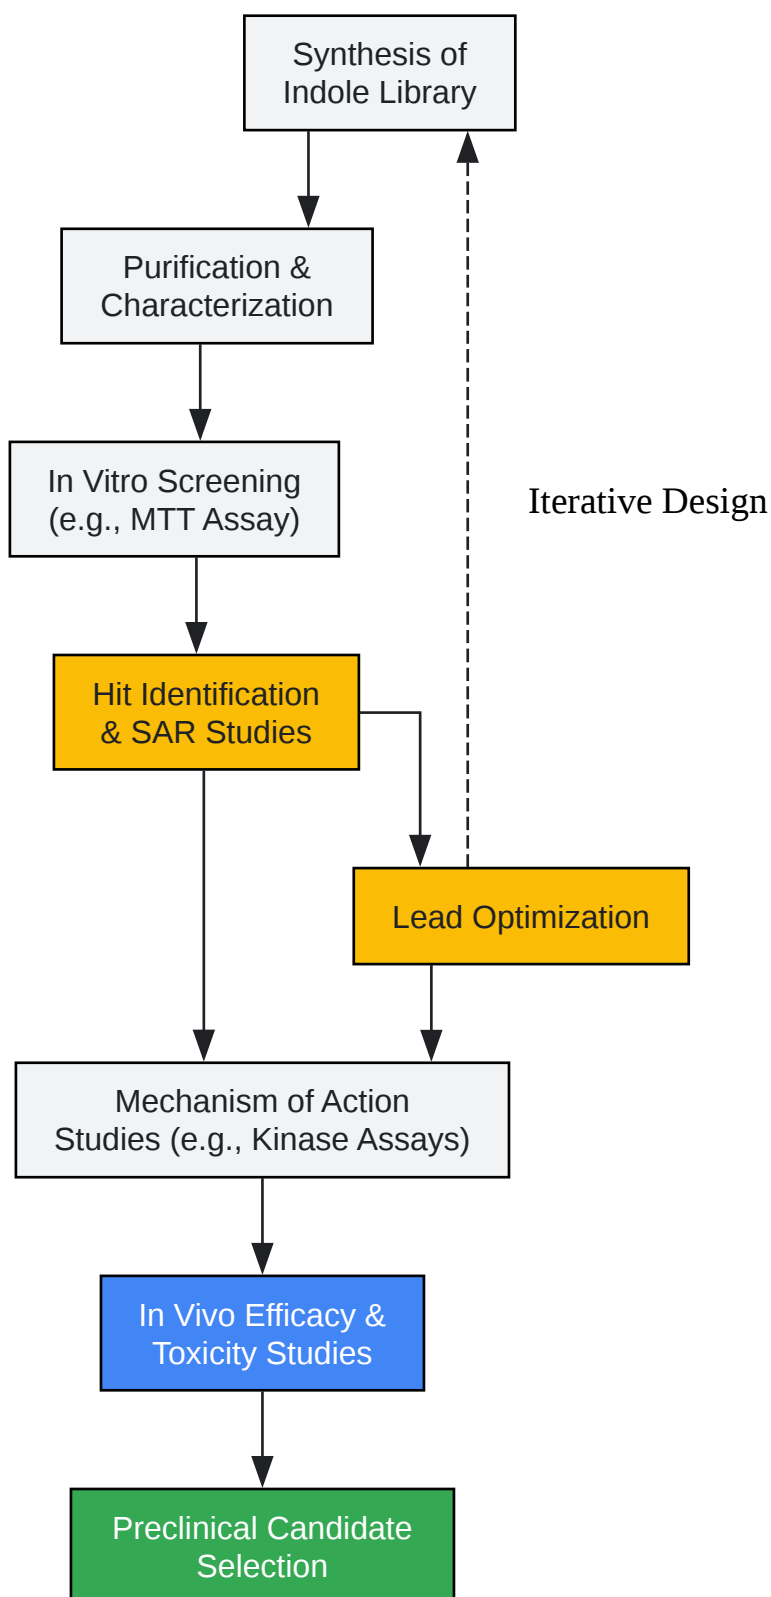 Synthesis of
Indole Library
Purification &
Characterization
In Vitro Screening
(e.g., MTT Assay)
Iterative Design
Hit Identification
& SAR Studies
Lead Optimization
Mechanism of Action
Studies (e.g., Kinase Assays)
In Vivo Efficacy &
Toxicity Studies
Preclinical Candidate
Selection